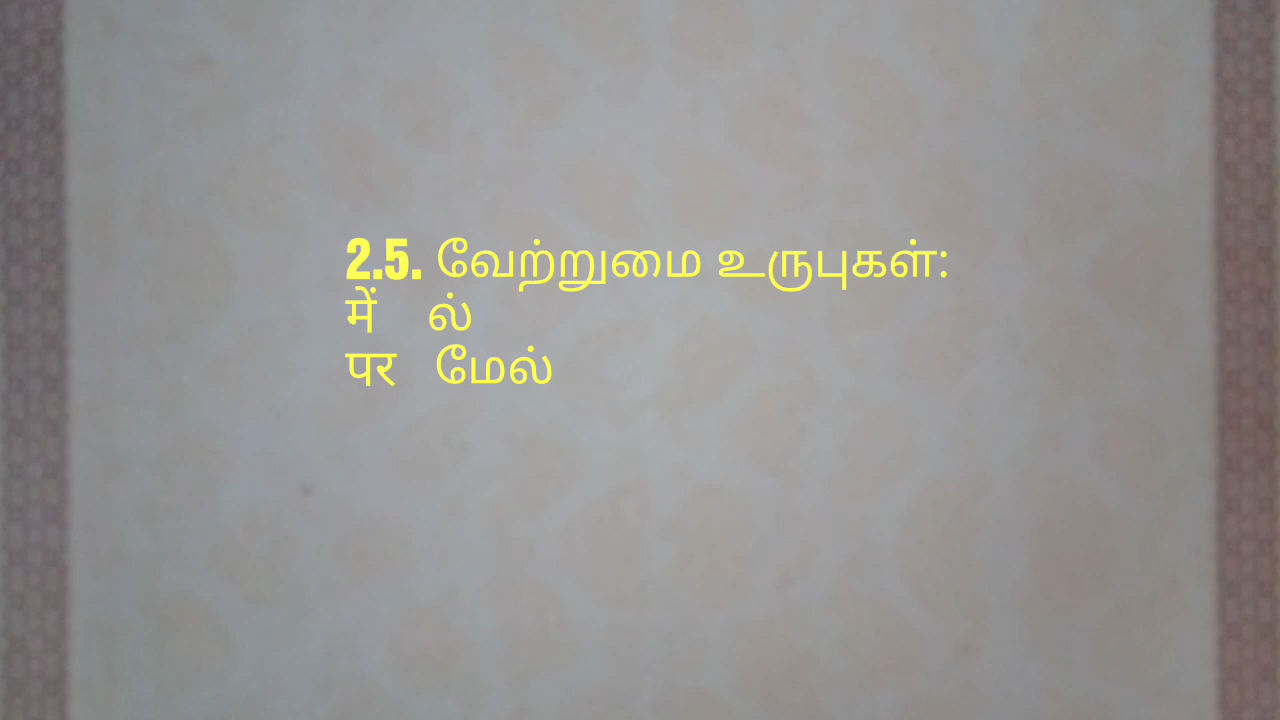 2.5. வேற்றுமை உருபுகள்:
में ல்
पर மேல்